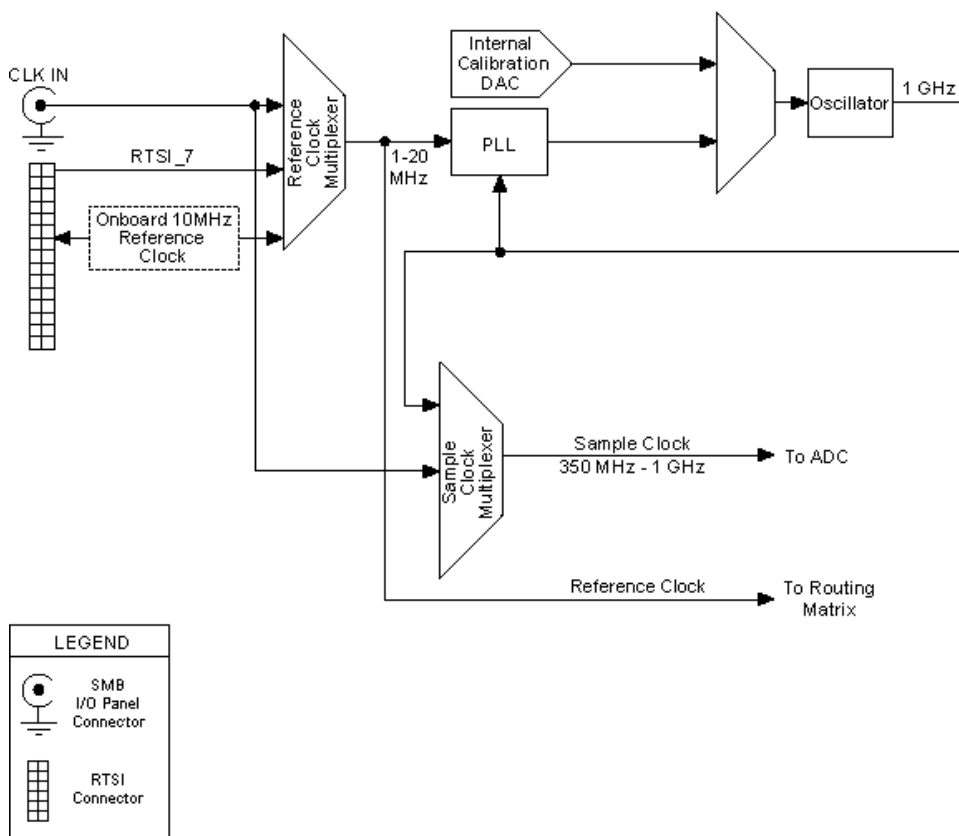 CLK IN
RTSI_7
Onboard 10MHz
Reference
Clock
Reference
Clock
Multiplexer
1-20
MHz
Internal
Calibration
DAC
PLL
Oscillator
1 GHz
Sample
Clock
Multiplexer
Sample Clock
350 MHz - 1 GHz
To ADC
Reference Clock
To Routing
Matrix
LEGEND
SMB
I/O Panel
Connector
RTSI
Connector